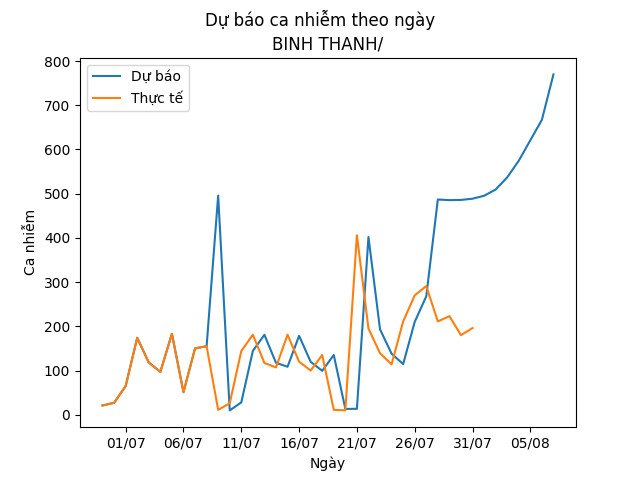 Dự báo ca nhiễm theo ngày
BINH THANH/
Dự báo
Thực tế
Ca nhiễm
800
700
600
500
400
300
200
100
0
01/07 06/07 11/07 16/07 21/07 26/07 31/07 05/08
Ngày